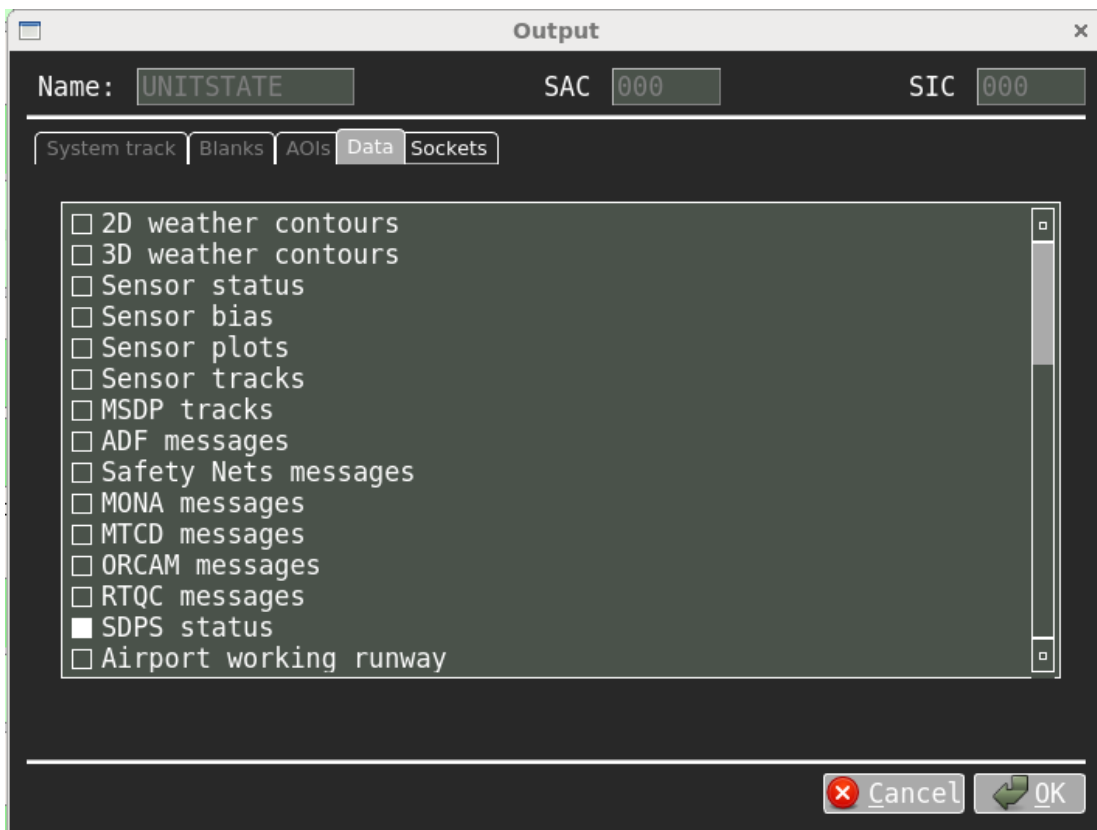 Output
Name: UNITSTATE SAC 000 SIC 000
System track Blanks AOIs Data Sockets
2D weather contours
3D weather contours
Sensor status
Sensor bias
Sensor plots
Sensor tracks
MSDP tracks
ADF messages
Safety Nets messages
MONA messages
MTCD messages
ORCAM messages
RTQC messages
SDPS status
Airport working runway
Cancel OK